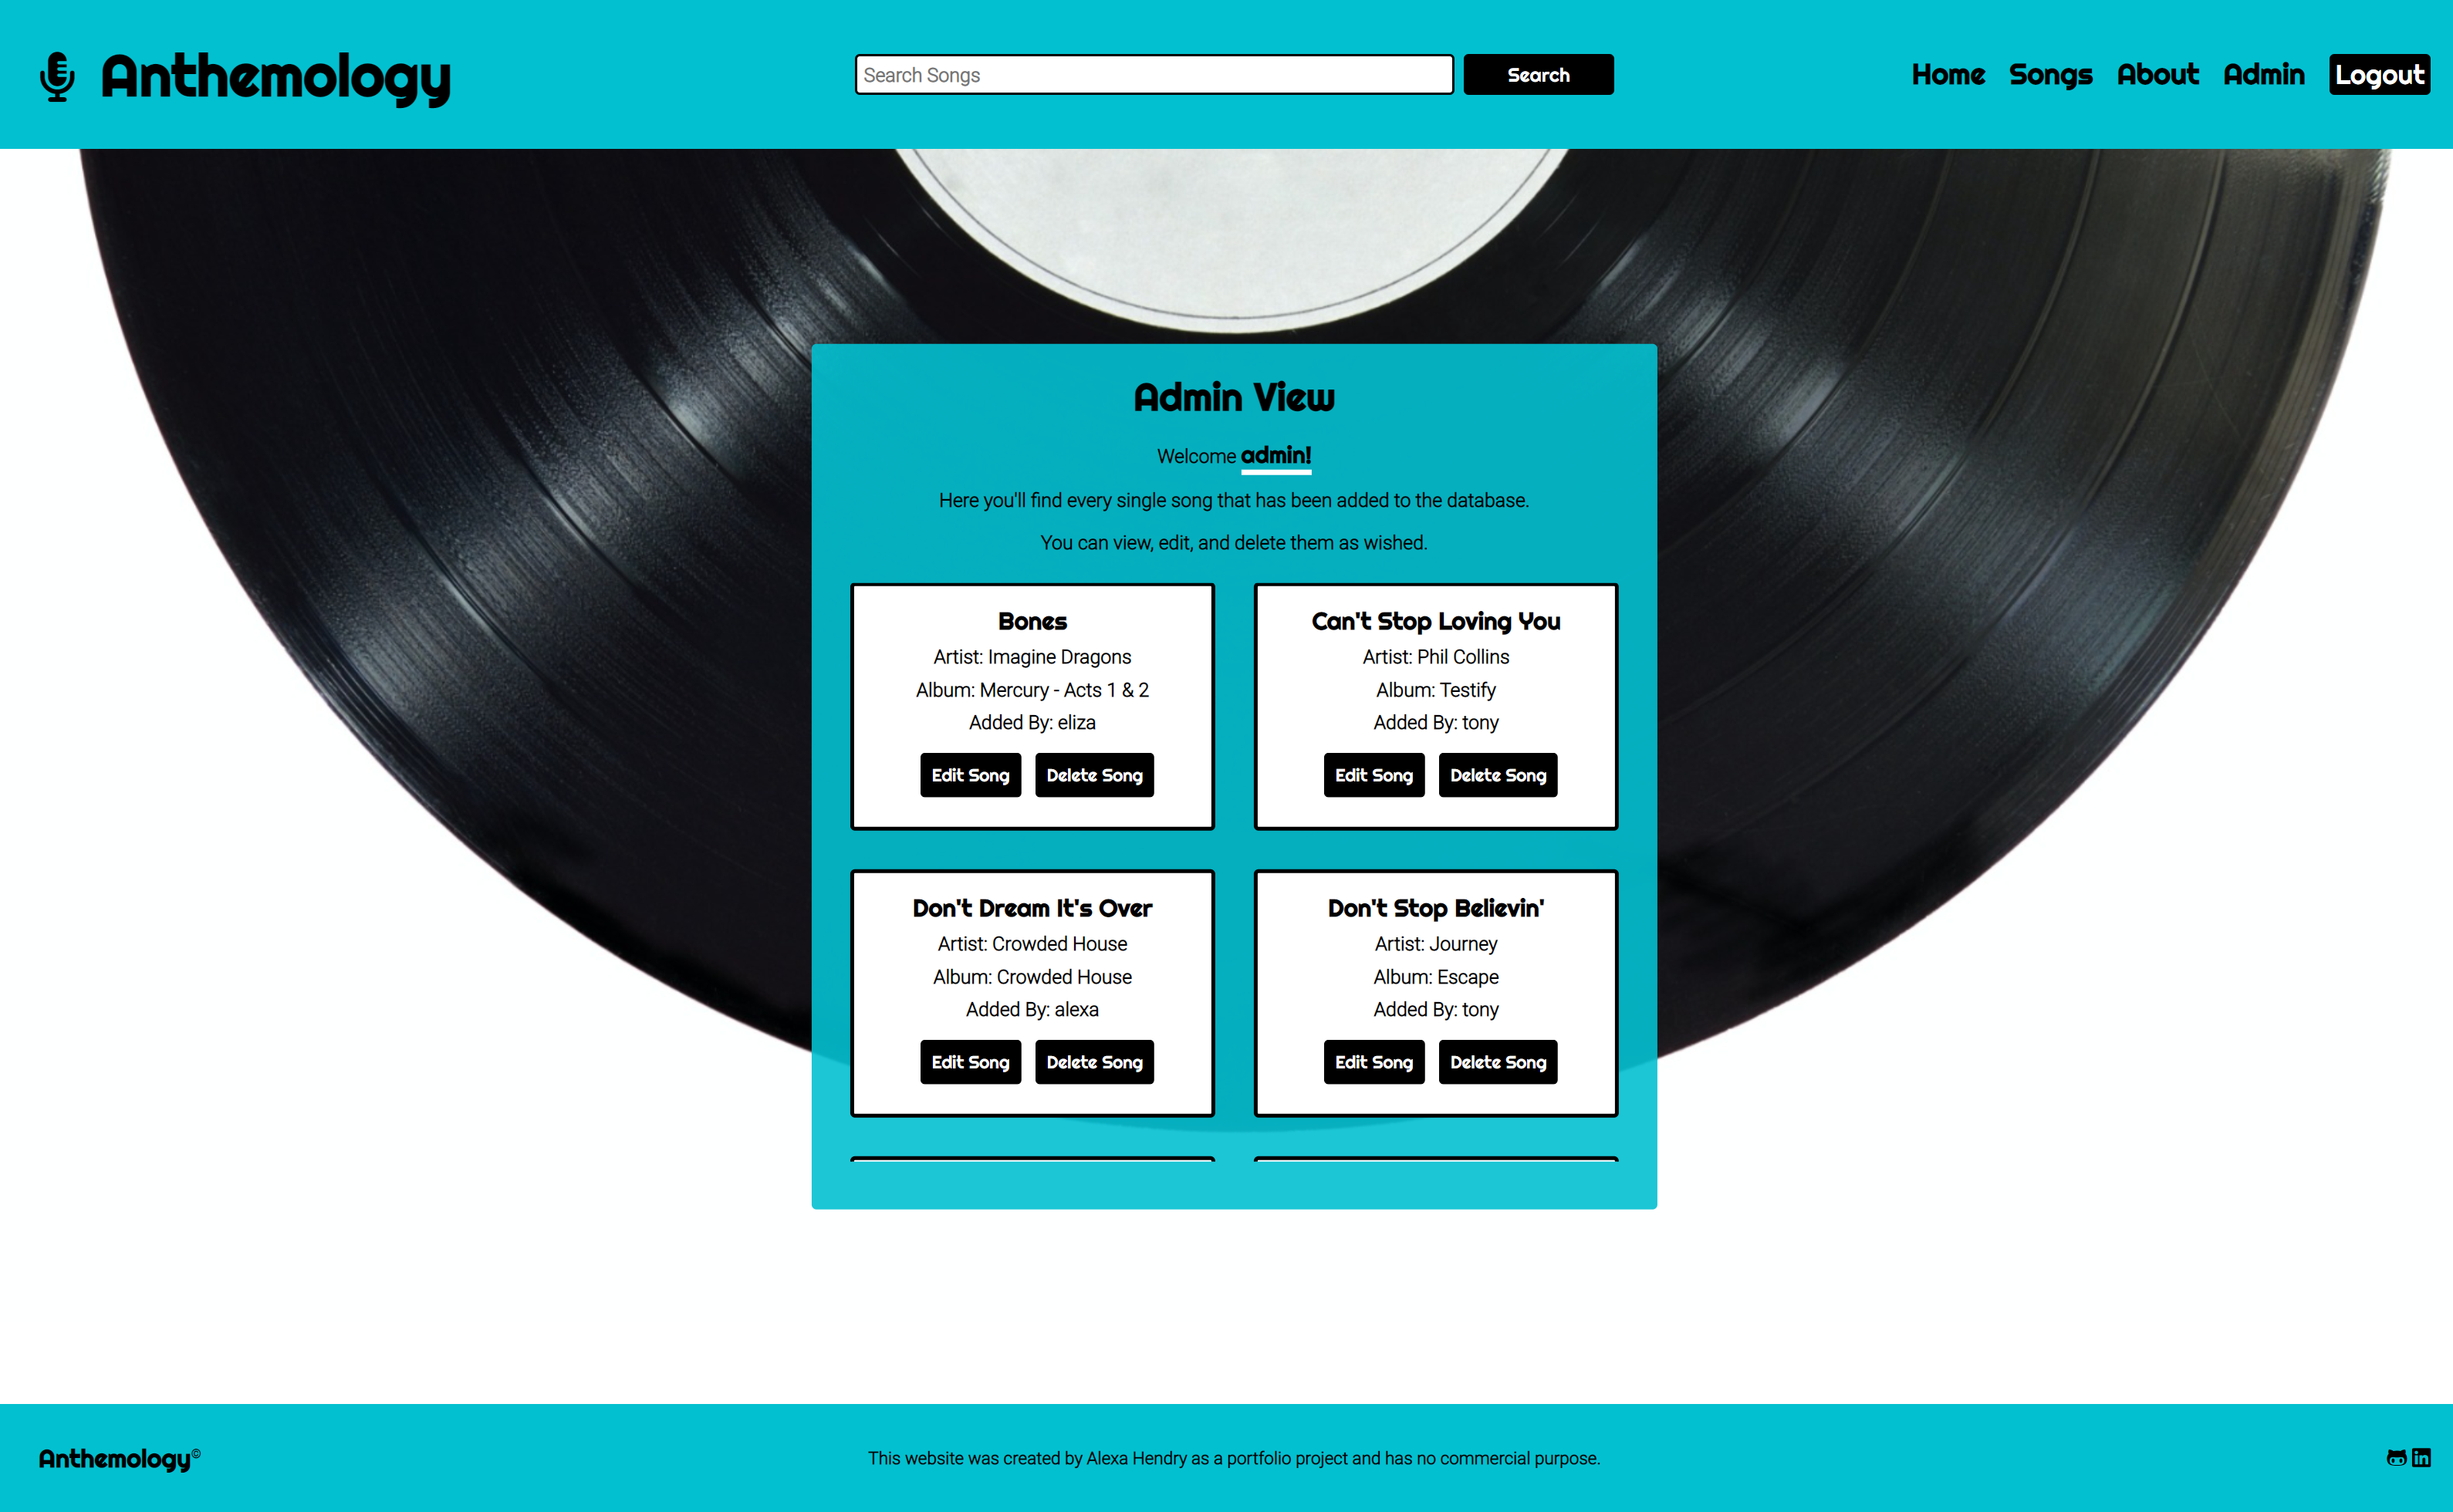 Anthemology
Search Songs
Search
Home Songs About Admin Logout
Admin View
Welcome admin!
Here you'll find every single song that has been added to the database.
You can view, edit, and delete them as wished.
Bones
Artist: Imagine Dragons
Album: Mercury - Acts 1 & 2
Added By: eliza
Edit Song Delete Song
Can't Stop Loving You
Artist: Phil Collins
Album: Testify
Added By: tony
Edit Song Delete Song
Don't Dream It's Over
Artist: Crowded House
Album: Crowded House
Added By: alexa
Edit Song Delete Song
Don't Stop Believin'
Artist: Journey
Album: Escape
Added By: tony
Edit Song Delete Song
Anthemology©
This website was created by Alexa Hendry as a portfolio project and has no commercial purpose.
in